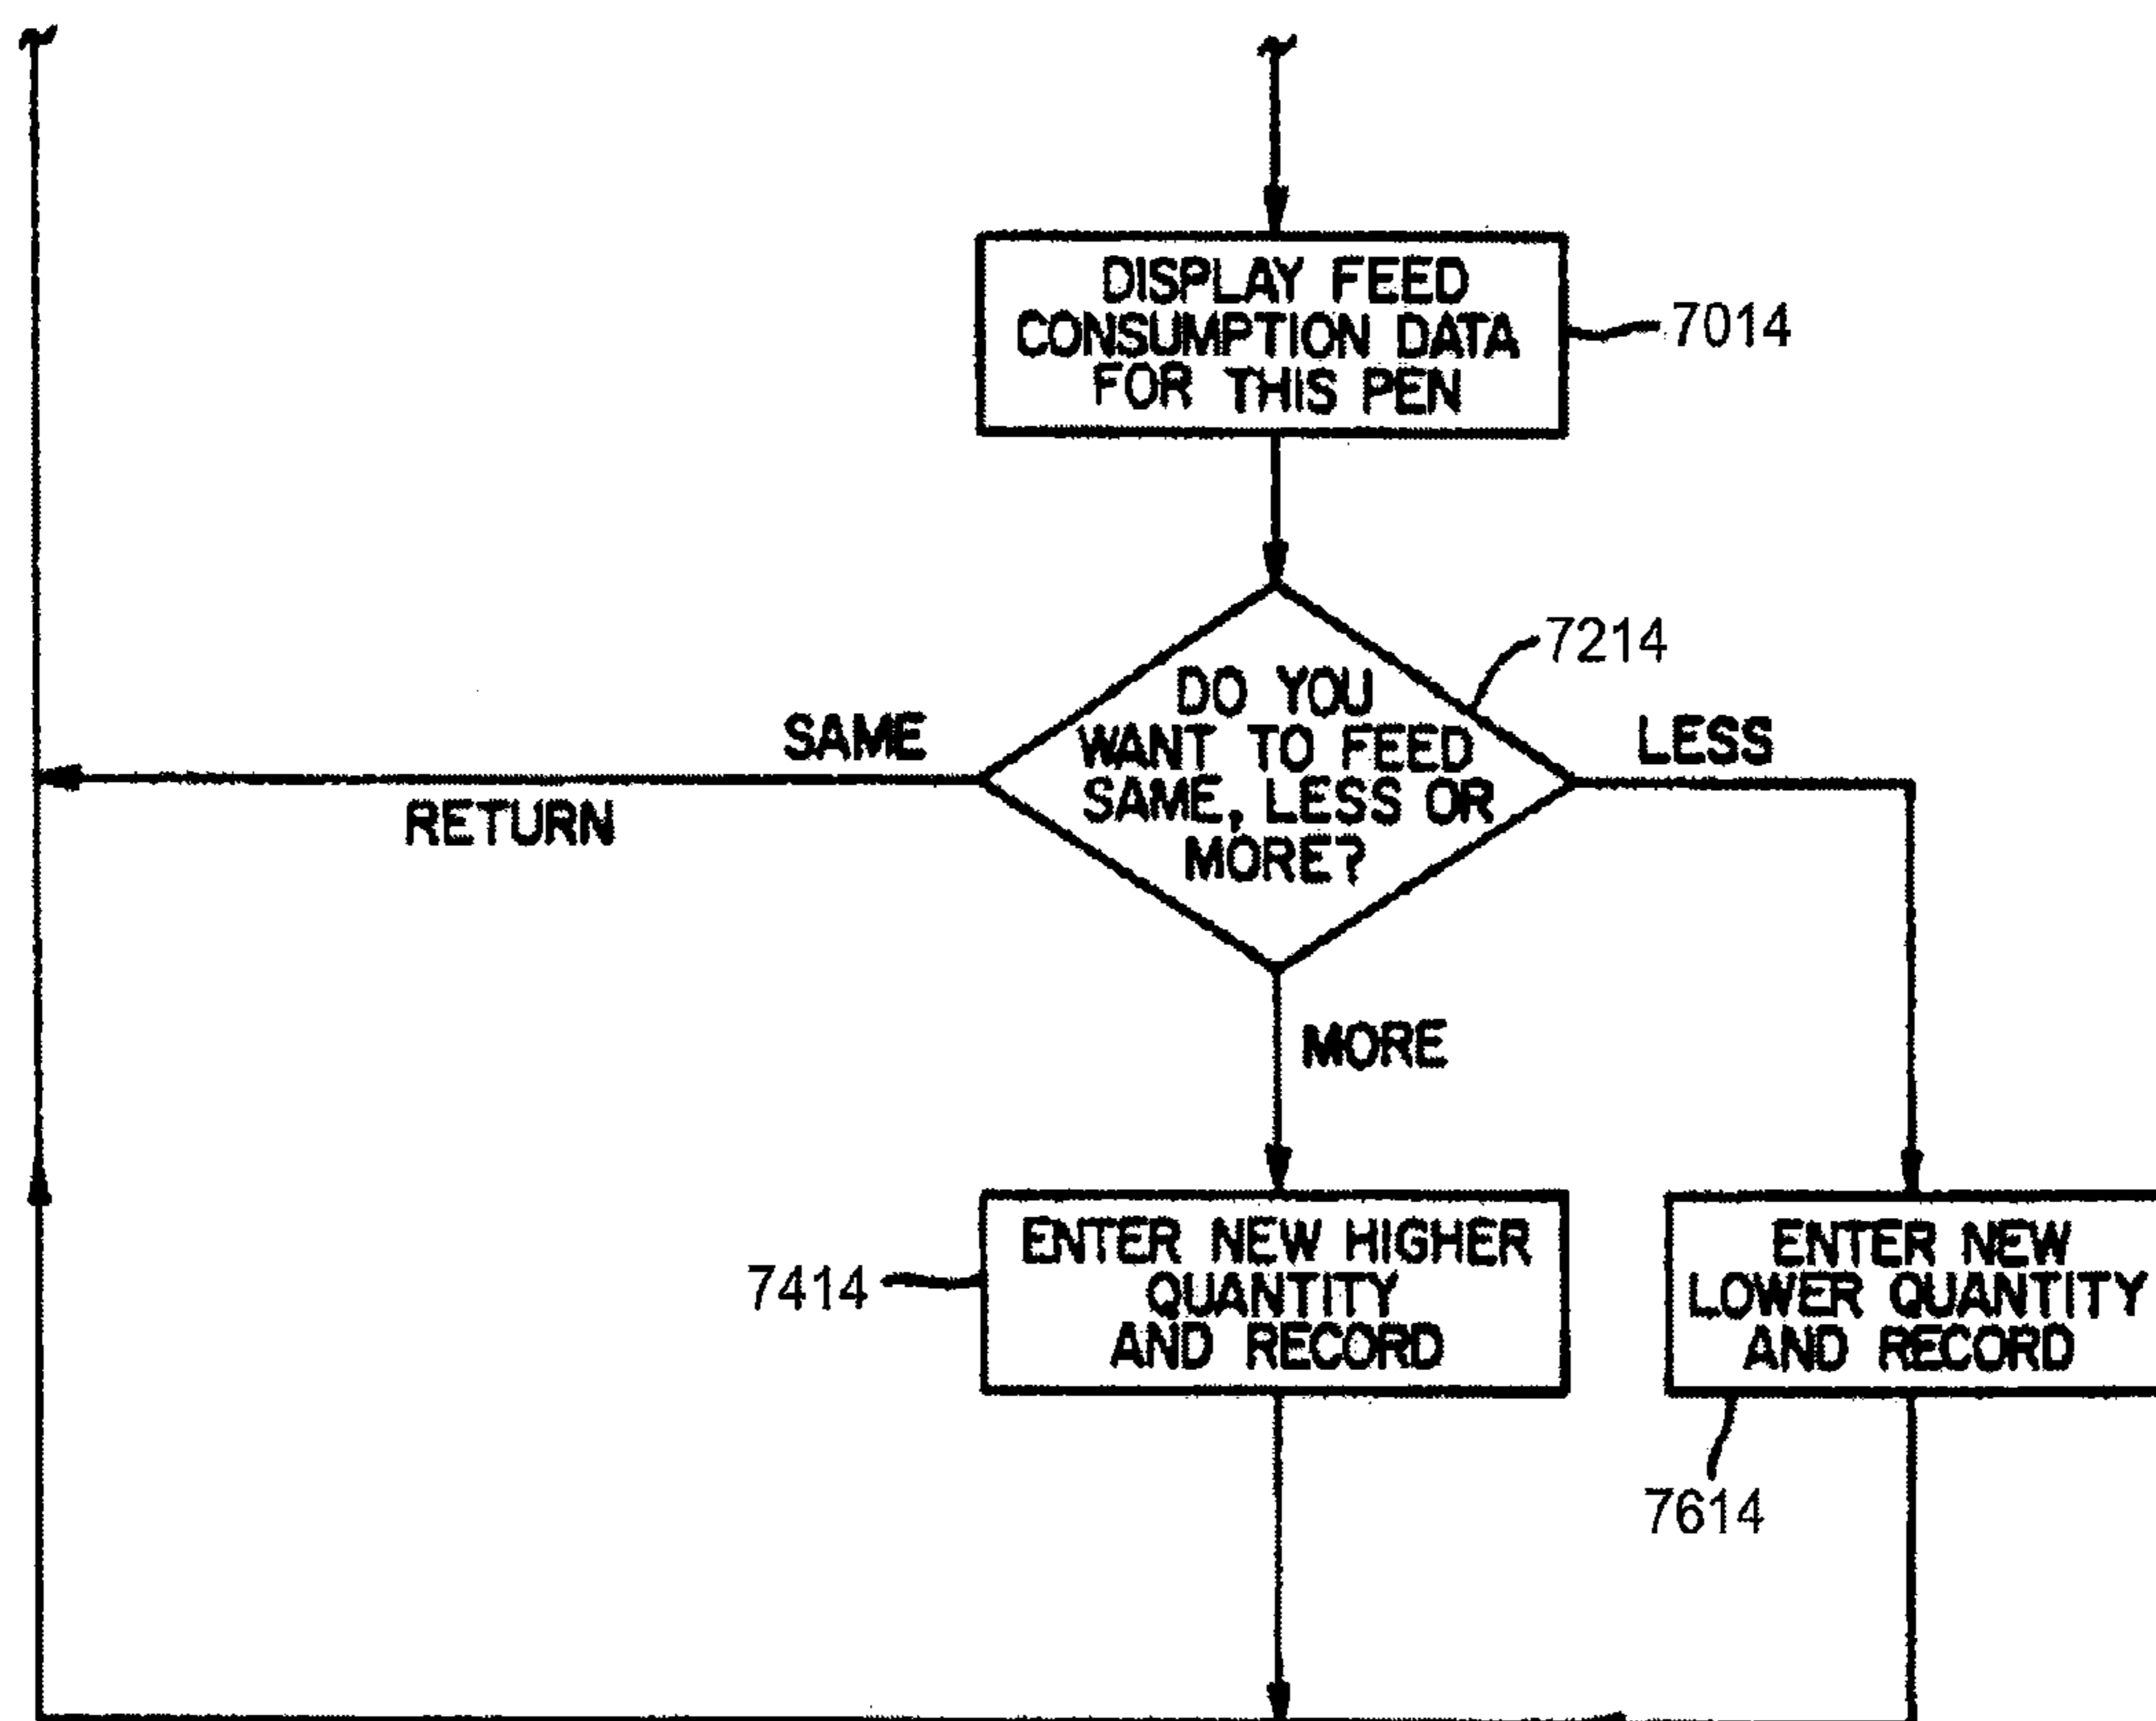 DISPLAY FEED
CONSUMPTION DATA
FOR THIS PEN
7014
7214
DO YOU
WANT TO FEED
SAME, LESS OR
MORE?
SAME
RETURN
LESS
MORE
ENTER NEW HIGHER
QUANTITY
AND RECORD
7414
ENTER NEW
LOWER QUANTITY
AND RECORD
7614